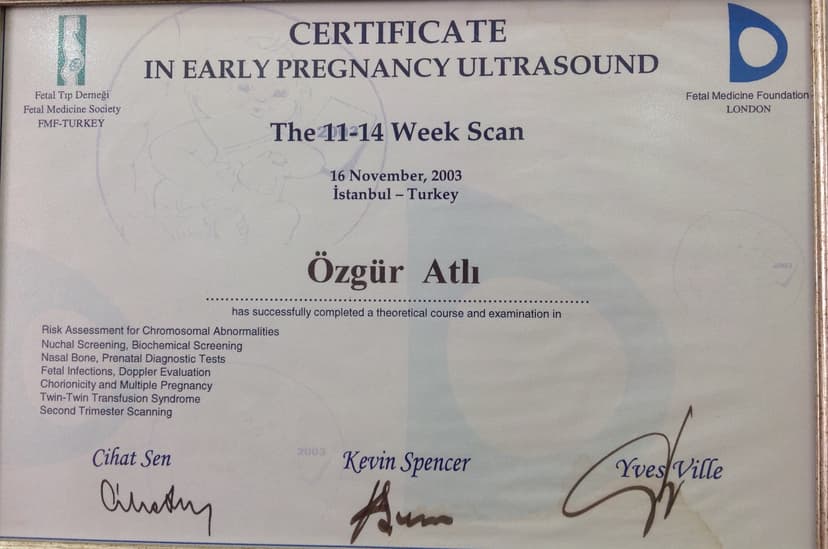 CERTIFICATE
IN EARLY PREGNANCY ULTRASOUND
Fetal Tıp Derneği
Fetal Medicine Society
FMF-TURKEY
Fetal Medicine Foundation
LONDON
The 11-14 Week Scan
16 November, 2003
İstanbul – Turkey
Özgür Atlı
has successfully completed a theoretical course and examination in
Risk Assessment for Chromosomal Abnormalities
Nuchal Screening, Biochemical Screening
Nasal Bone, Prenatal Diagnostic Tests
Fetal Infections, Doppler Evaluation
Chorionicity and Multiple Pregnancy
Twin-Twin Transfusion Syndrome
Second Trimester Scanning
2003
Cihat Sen
Kevin Spencer
Yves Ville